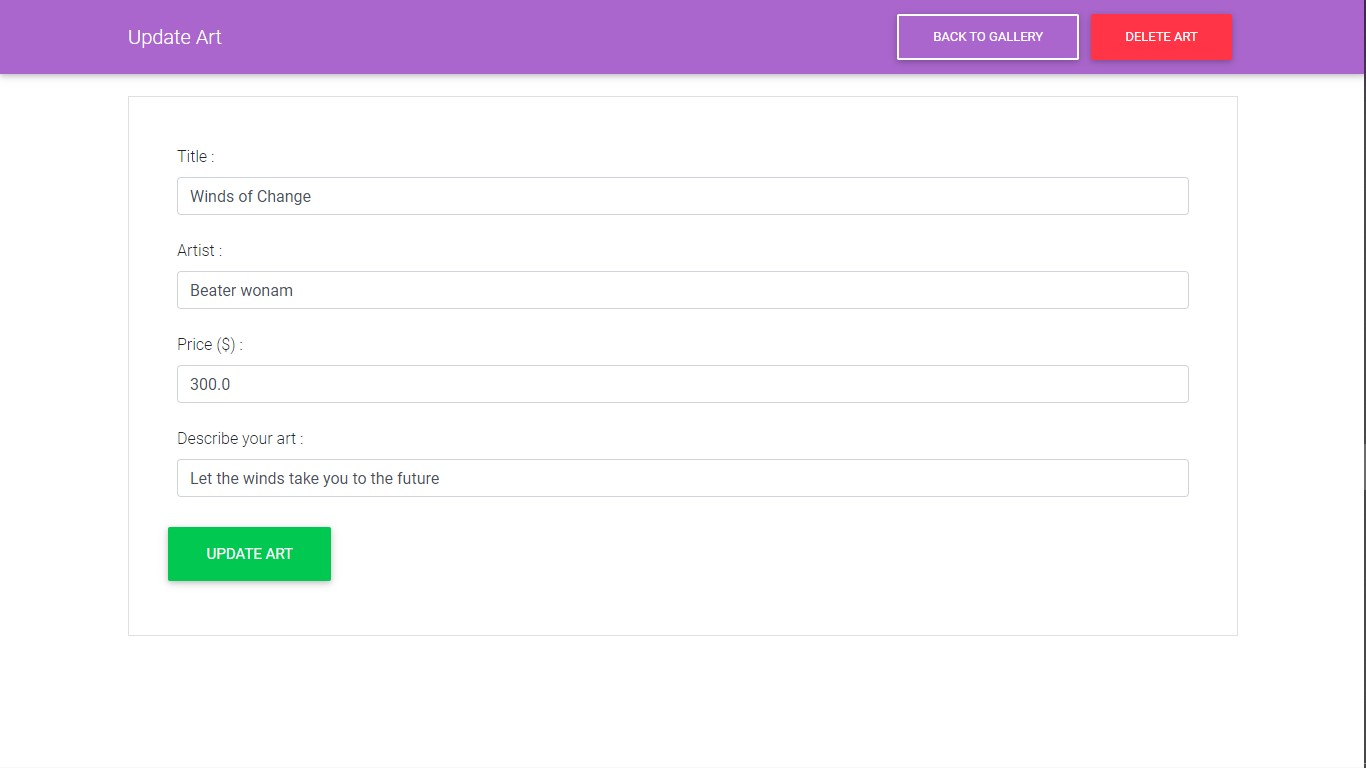 Update Art
BACK TO GALLERY
DELETE ART
Title :
Winds of Change
Artist :
Beater wonam
Price ($) :
300.0
Describe your art :
Let the winds take you to the future
UPDATE ART